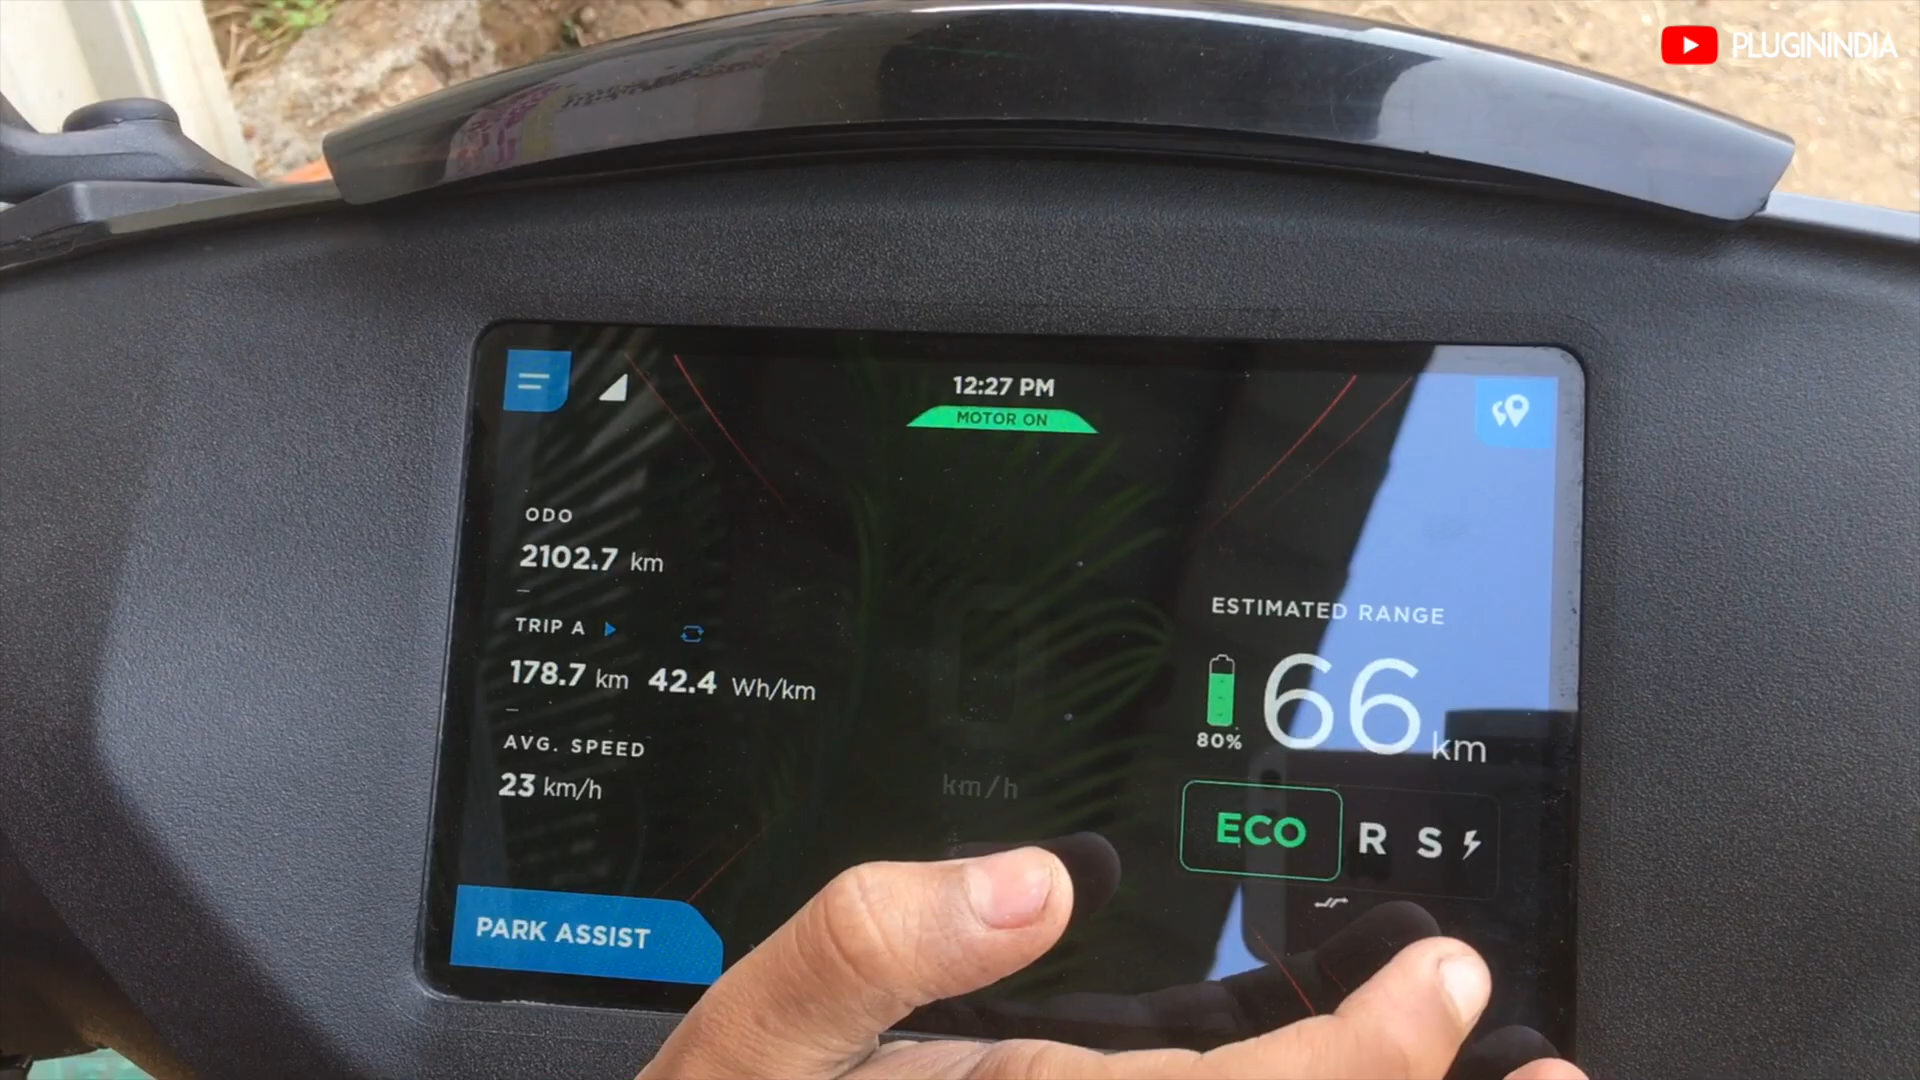 PLUGININDIA
12:27 PM
MOTOR ON
ODO
2102.7 km
TRIP A
178.7 km 42.4 Wh/km
AVG. SPEED
23 km/h
km/h
ESTIMATED RANGE
80% 66 km
ECO R S
PARK ASSIST